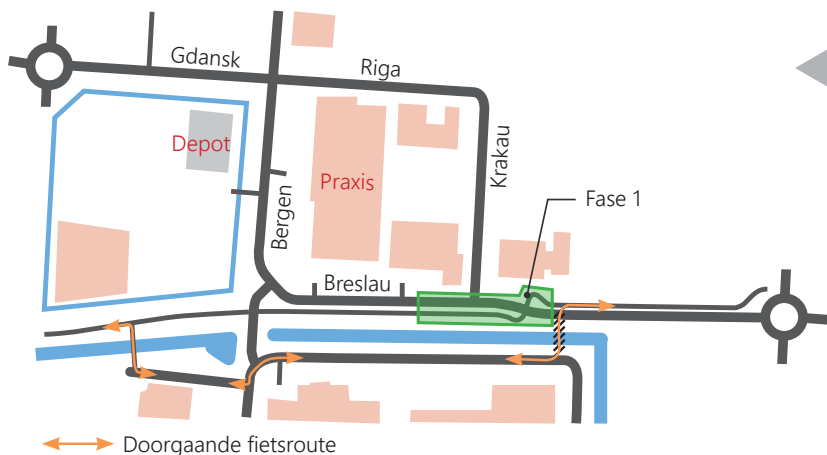 Gdansk
Riga
Depot
Praxis
Krakau
Bergen
Fase 1
Breslau
Doorgaande fietsroute